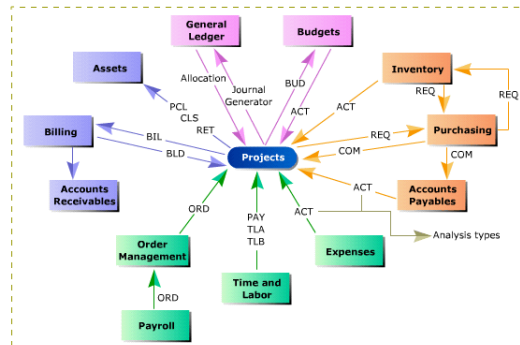 General
Ledger
Budgets
Assets
Allocation
Journal
Generator
BUD
ACT
Inventory
REQ
REQ
PCL
CLS
RET
ACT
Billing
BIL
BLD
Projects
REQ
COM
Purchasing
COM
Accounts
Receivables
ACT
Accounts
Payables
ORD
PAY
TLA
TLB
ACT
Analysis types
Order
Management
Expenses
Time and
Labor
ORD
Payroll